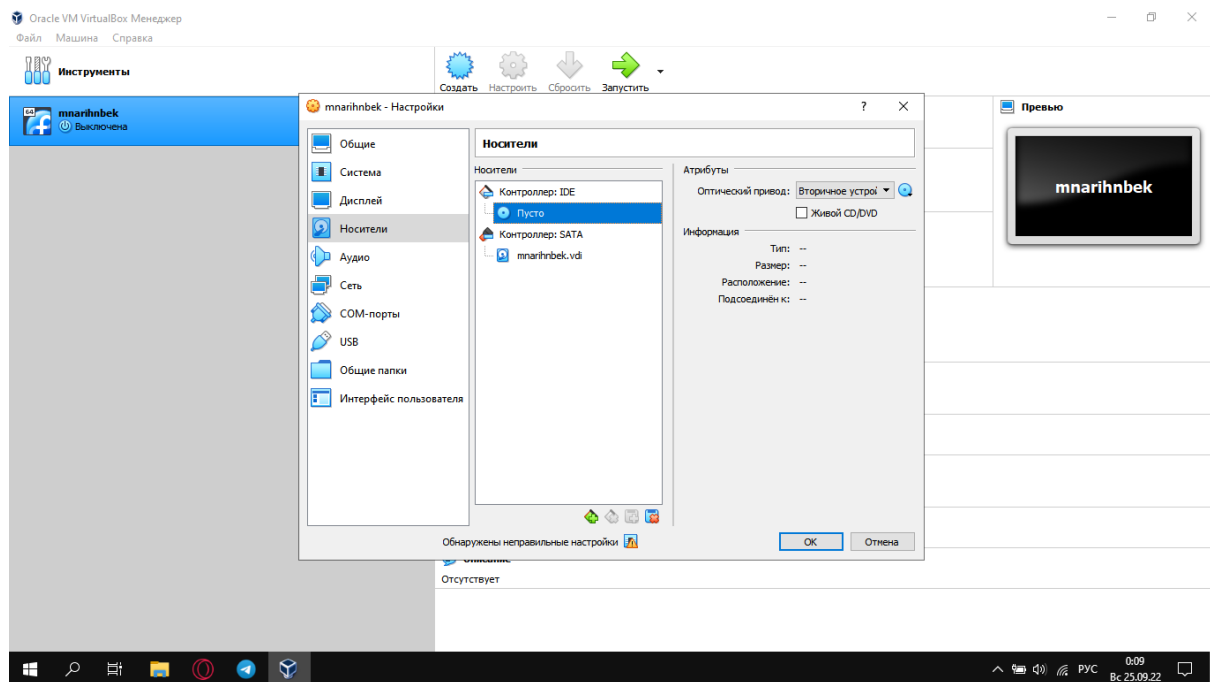 Oracle VM VirtualBox Менеджер
Файл Машина Справка
Инструменты
Создать Настроить Сбросить Запустить
64
mnarihnbek
Выключена
mnarihnbek - Настройки
?
Превью
mnarihnbek
Общие
Система
Дисплей
Носители
Аудио
Сеть
COM-порты
USB
Общие папки
Интерфейс пользователя
Носители
Носители
Контроллер: IDE
Пусто
Контроллер: SATA
mnarihnbek.vdi
Атрибуты
Оптический привод: Вторичное устрой
Живой CD/DVD
Информация
Тип: --
Размер: --
Расположение: --
Подсоединён к: --
Обнаружены неправильные настройки
OK Отмена
Описание
Отсутствует
РУС
0:09
Вс 25.09.22